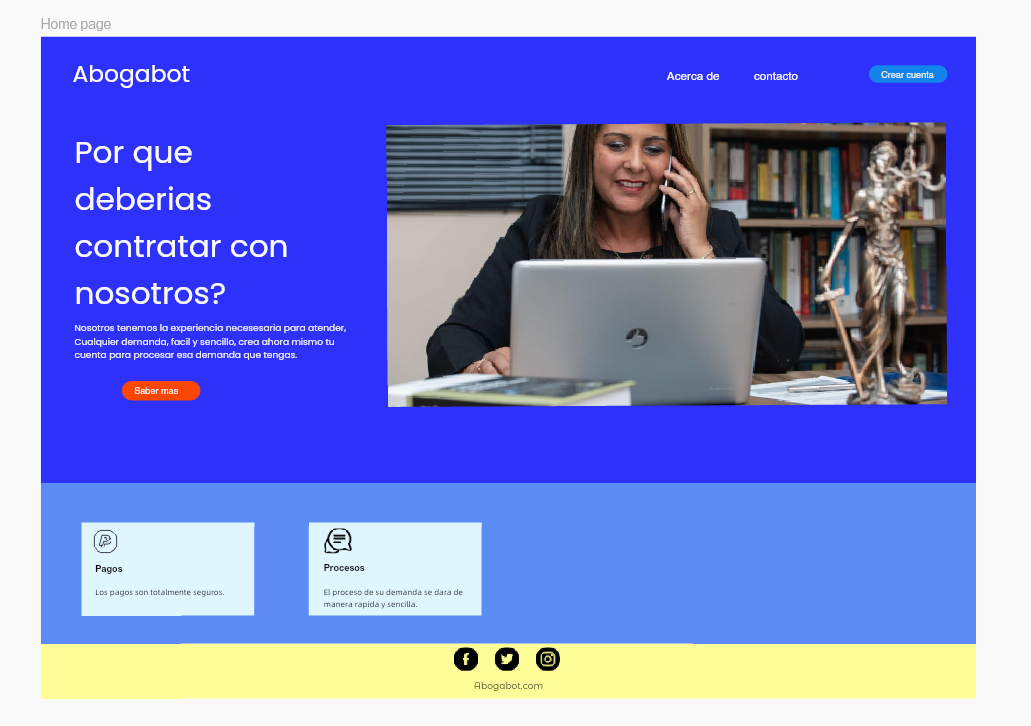 Home page
Abogabot
Acerca de
contacto
Crear cuenta
Por que
deberias
contratar con
nosotros?
Nosotros tenemos la experiencia necesesaria para atender,
Cualquier demanda, facil y sencillo, crea ahora mismo tu
cuenta para procesar esa demanda que tengas.
Saber mas
Pagos
Los pagos son totalmente seguros.
Procesos
El proceso de su demanda se dara de
manera rapida y sencilla.
Abogabot.com